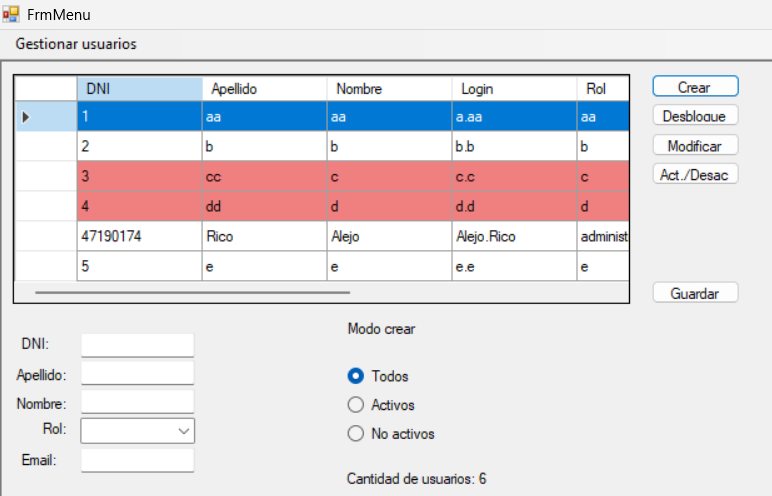 FrmMenu
Gestionar usuarios
DNI Apellido Nombre Login Rol
1 aa aa a.aa aa
2 b b b.b b
3 cc c c.c c
4 dd d d.d d
47190174 Rico Alejo Alejo.Rico administ
5 e e e.e e
Crear
Desbloque
Modificar
Act./Desac
Guardar
DNI:
Apellido:
Nombre:
Rol:
Email:
Modo crear
Todos
Activos
No activos
Cantidad de usuarios: 6